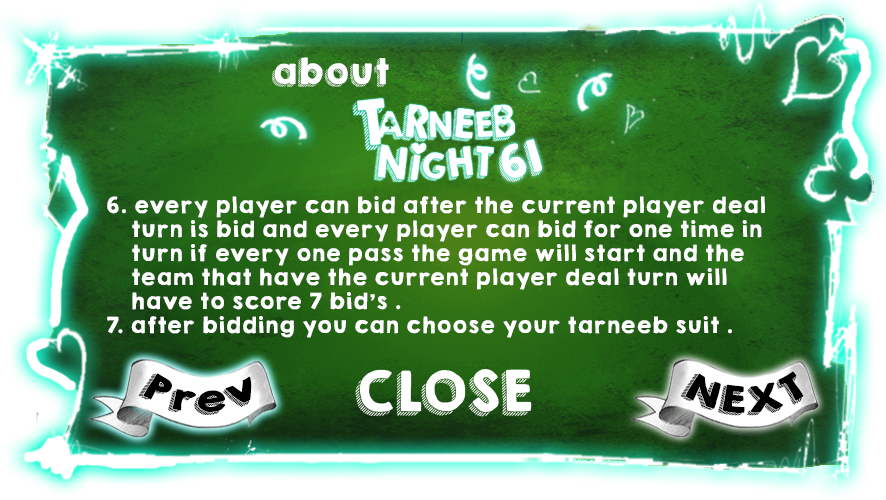 about
TARNEEB
NIGHT 61
6. every player can bid after the current player deal
turn is bid and every player can bid for one time in
turn if every one pass the game will start and the
team that have the current player deal turn will
have to score 7 bid's .
7. after bidding you can choose your tarneeb suit .
Prev
CLOSE
NEXT